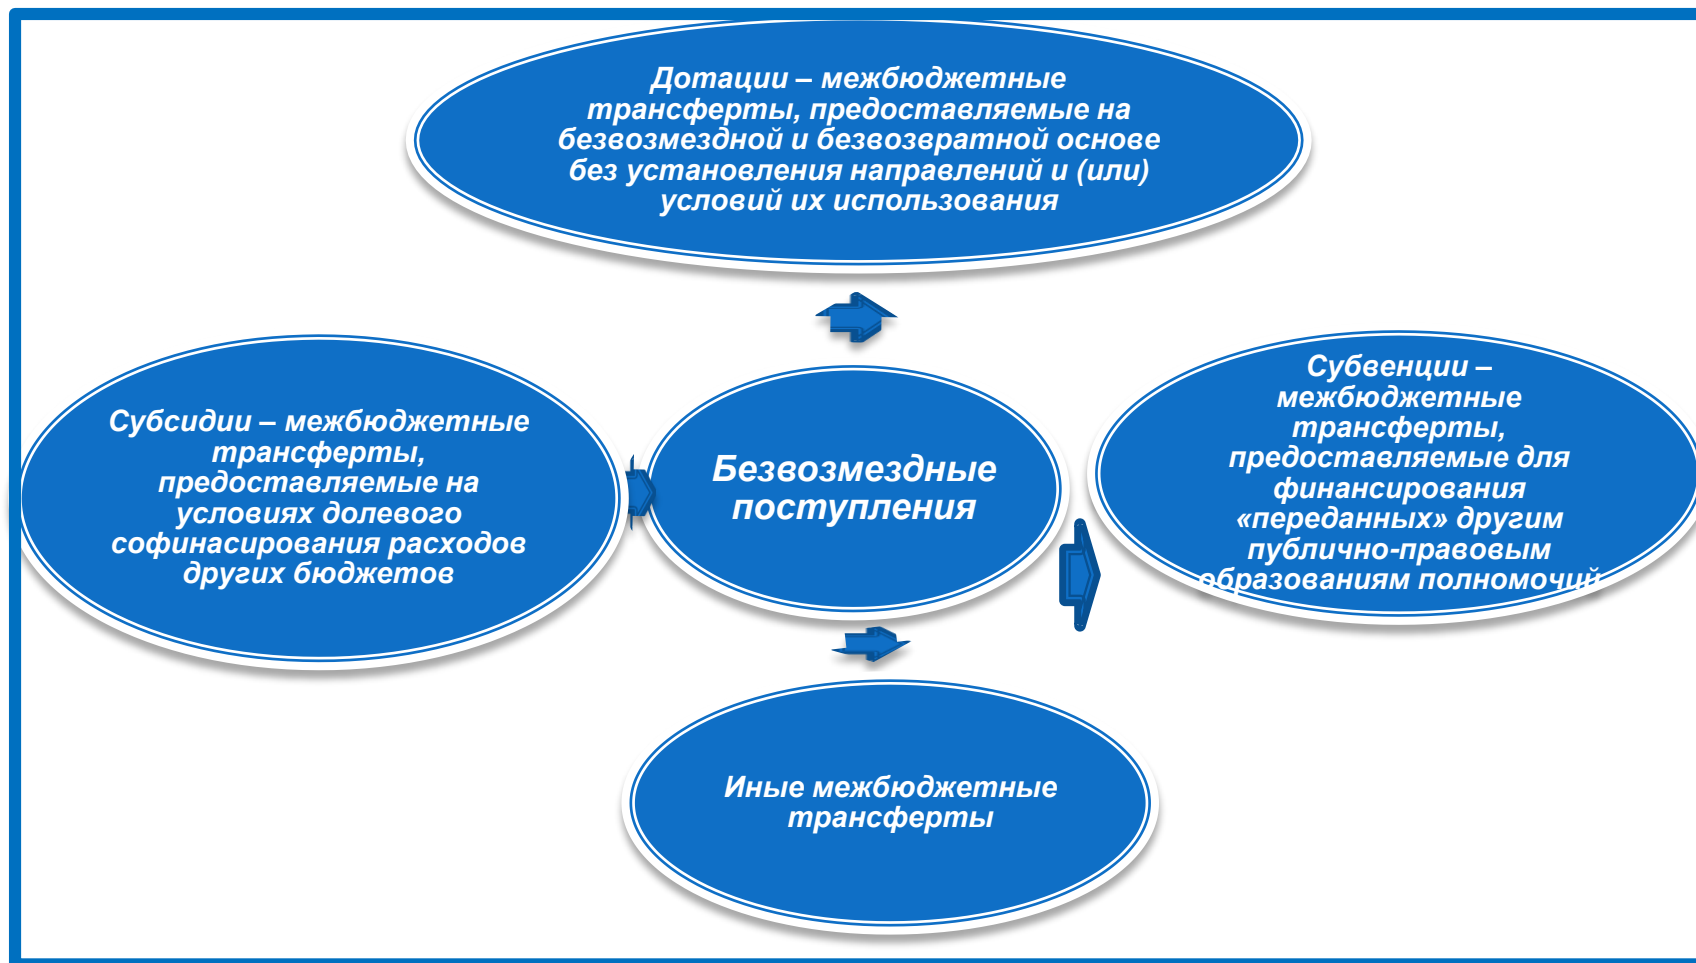 Дотации – межбюджетные
трансферты, предоставляемые на
безвозмездной и безвозвратной основе
без установления направлений и (или)
условий их использования
Субсидии – межбюджетные
трансферты,
предоставляемые на
условиях долевого
софинасирования расходов
других бюджетов
Безвозмездные
поступления
Субвенции –
межбюджетные
трансферты,
предоставляемые для
финансирования
«переданных» другим
публично-правовым
образованиям полномочий
Иные межбюджетные
трансферты